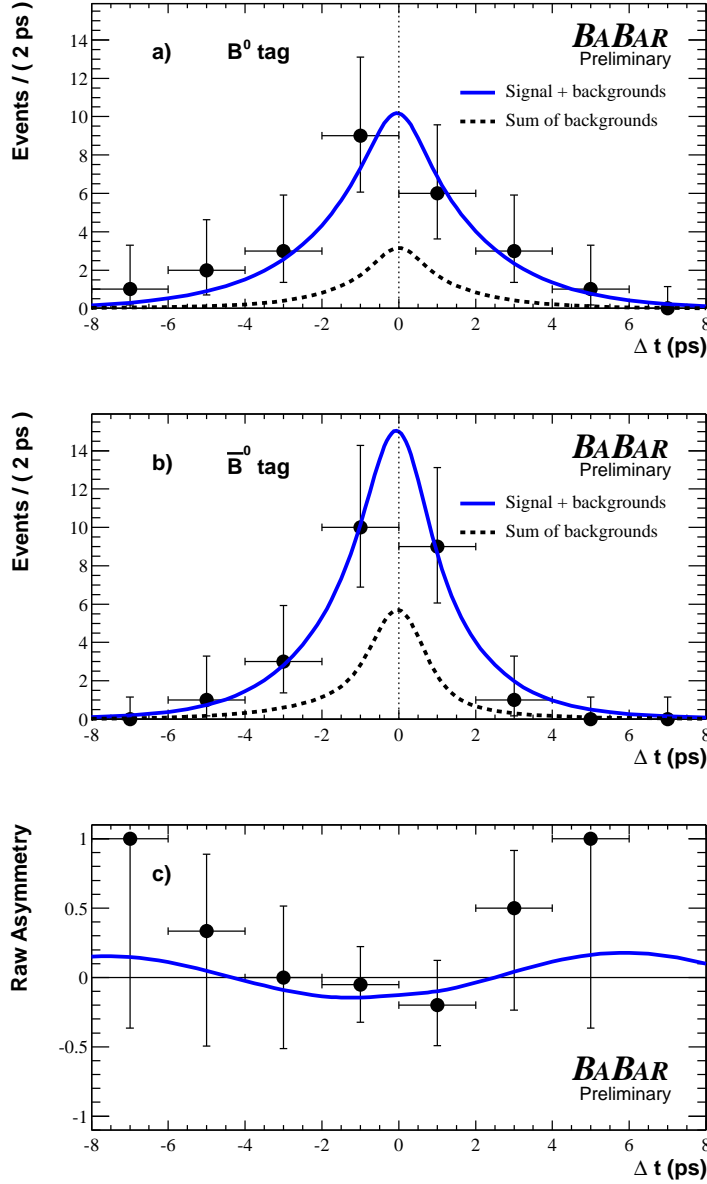 Events / ( 2 ps )
a) B⁰ tag
BABAR
Preliminary
Signal + backgrounds
Sum of backgrounds
14
12
10
8
6
4
2
0
-8 -6 -4 -2 0 2 4 6 8
Δ t (ps)
Events / ( 2 ps )
b) B̅⁰ tag
BABAR
Preliminary
Signal + backgrounds
Sum of backgrounds
14
12
10
8
6
4
2
0
-8 -6 -4 -2 0 2 4 6 8
Δ t (ps)
Raw Asymmetry
c)
1
0.5
0
-0.5
-1
BABAR
Preliminary
-8 -6 -4 -2 0 2 4 6 8
Δ t (ps)